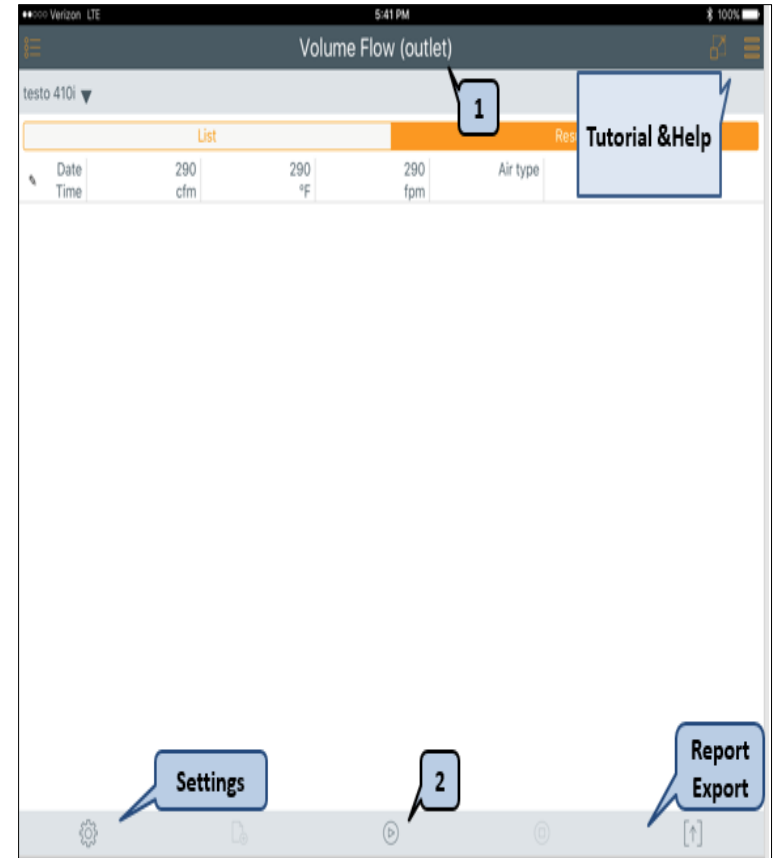 Verizon LTE 5:41 PM 100%
Volume Flow (outlet)
testo 410i
1
Tutorial &Help
List Res
Date 290 290 290 Air type
Time cfm °F fpm
Settings
2
Report
Export